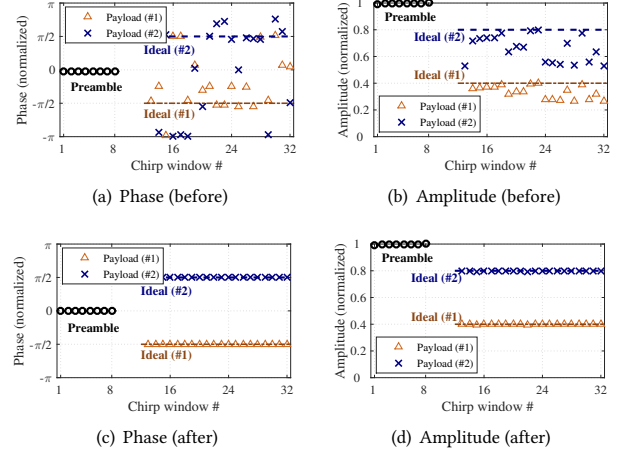 π
π/2
0
-π/2
-π
Phase (normalized)
Payload (#1)
Payload (#2)
Ideal (#2)
Preamble
Ideal (#1)
1 8 16 24 32
Chirp window #
(a) Phase (before)
1
0.8
0.6
0.4
0.2
0
Amplitude (normalized)
Preamble
Ideal (#2)
Ideal (#1)
Payload (#1)
Payload (#2)
1 8 16 24 32
Chirp window #
(b) Amplitude (before)
π
π/2
0
-π/2
-π
Phase (normalized)
Payload (#1)
Payload (#2)
Ideal (#2)
Preamble
Ideal (#1)
1 8 16 24 32
Chirp window #
(c) Phase (after)
1
0.8
0.6
0.4
0.2
0
Amplitude (normalized)
Preamble
Ideal (#2)
Ideal (#1)
Payload (#1)
Payload (#2)
1 8 16 24 32
Chirp window #
(d) Amplitude (after)